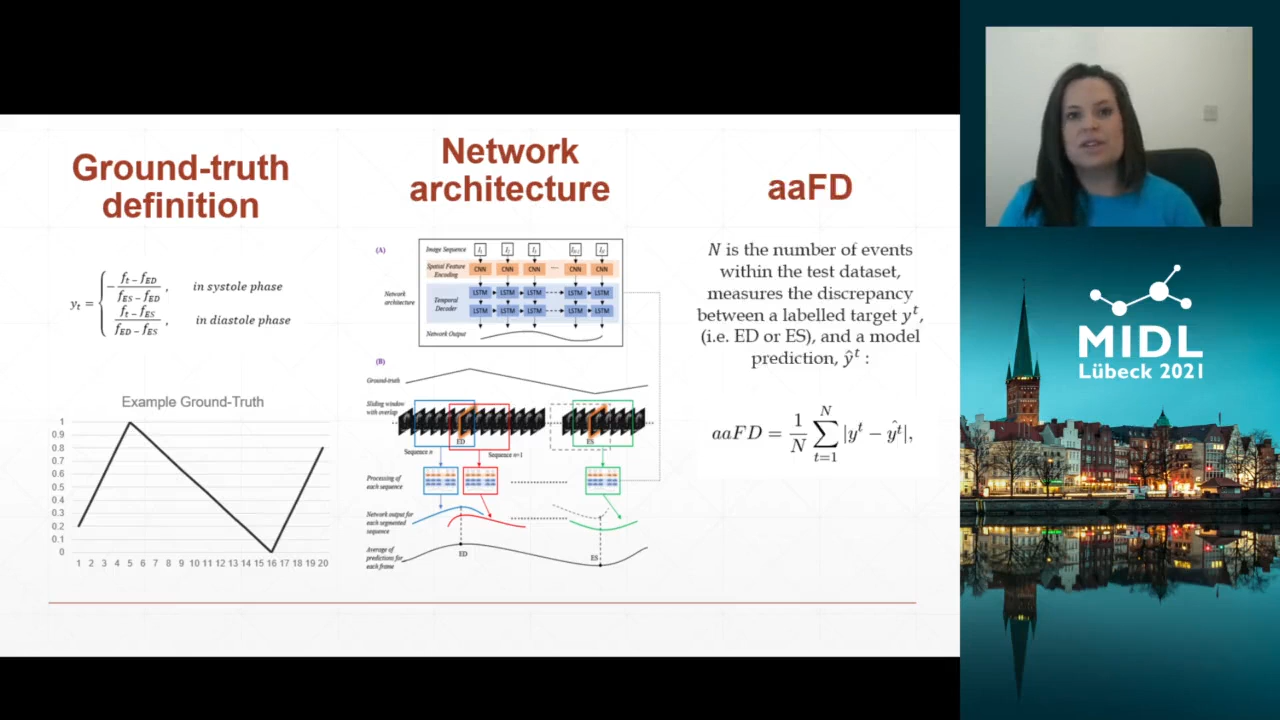 Ground-truth
definition
y_t = { - (f_t − f_ED) / (f_ES − f_ED) , in systole phase
(f_t − f_ES) / (f_ED − f_ES) , in diastole phase
Example Ground-Truth
1
0.9
0.8
0.7
0.6
0.5
0.4
0.3
0.2
0.1
0
1 2 3 4 5 6 7 8 9 10 11 12 13 14 15 16 17 18 19 20
Network
architecture
(A)
Image Sequence
Spatial Feature
Encoding
CNN CNN CNN CNN CNN
Network
architecture
Temporal
Decoder
LSTM LSTM LSTM LSTM LSTM
LSTM LSTM LSTM LSTM LSTM
Network Output
(B)
Ground-truth
Sliding window
with overlap
ED
ES
Sequence n
Sequence n+1
Processing of
each sequence
Network output for
each segmented
sequence
Average of
predictions for
each frame
ED
ES
aaFD
N is the number of events
within the test dataset,
measures the discrepancy
between a labelled target y^t,
(i.e. ED or ES), and a model
prediction, ŷ^t :
aaFD = 1/N ∑_{t=1}^{N} |y^t − ŷ^t|,
MIDL
Lübeck 2021